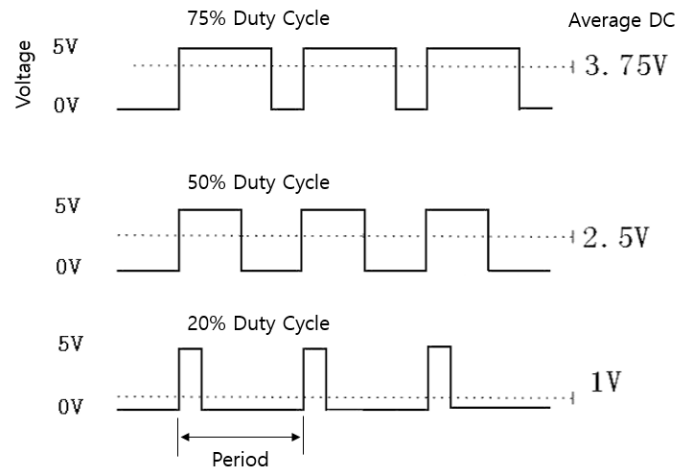 75% Duty Cycle
Average DC
Voltage
5V
3.75V
0V
50% Duty Cycle
5V
2.5V
0V
20% Duty Cycle
5V
1V
0V
Period